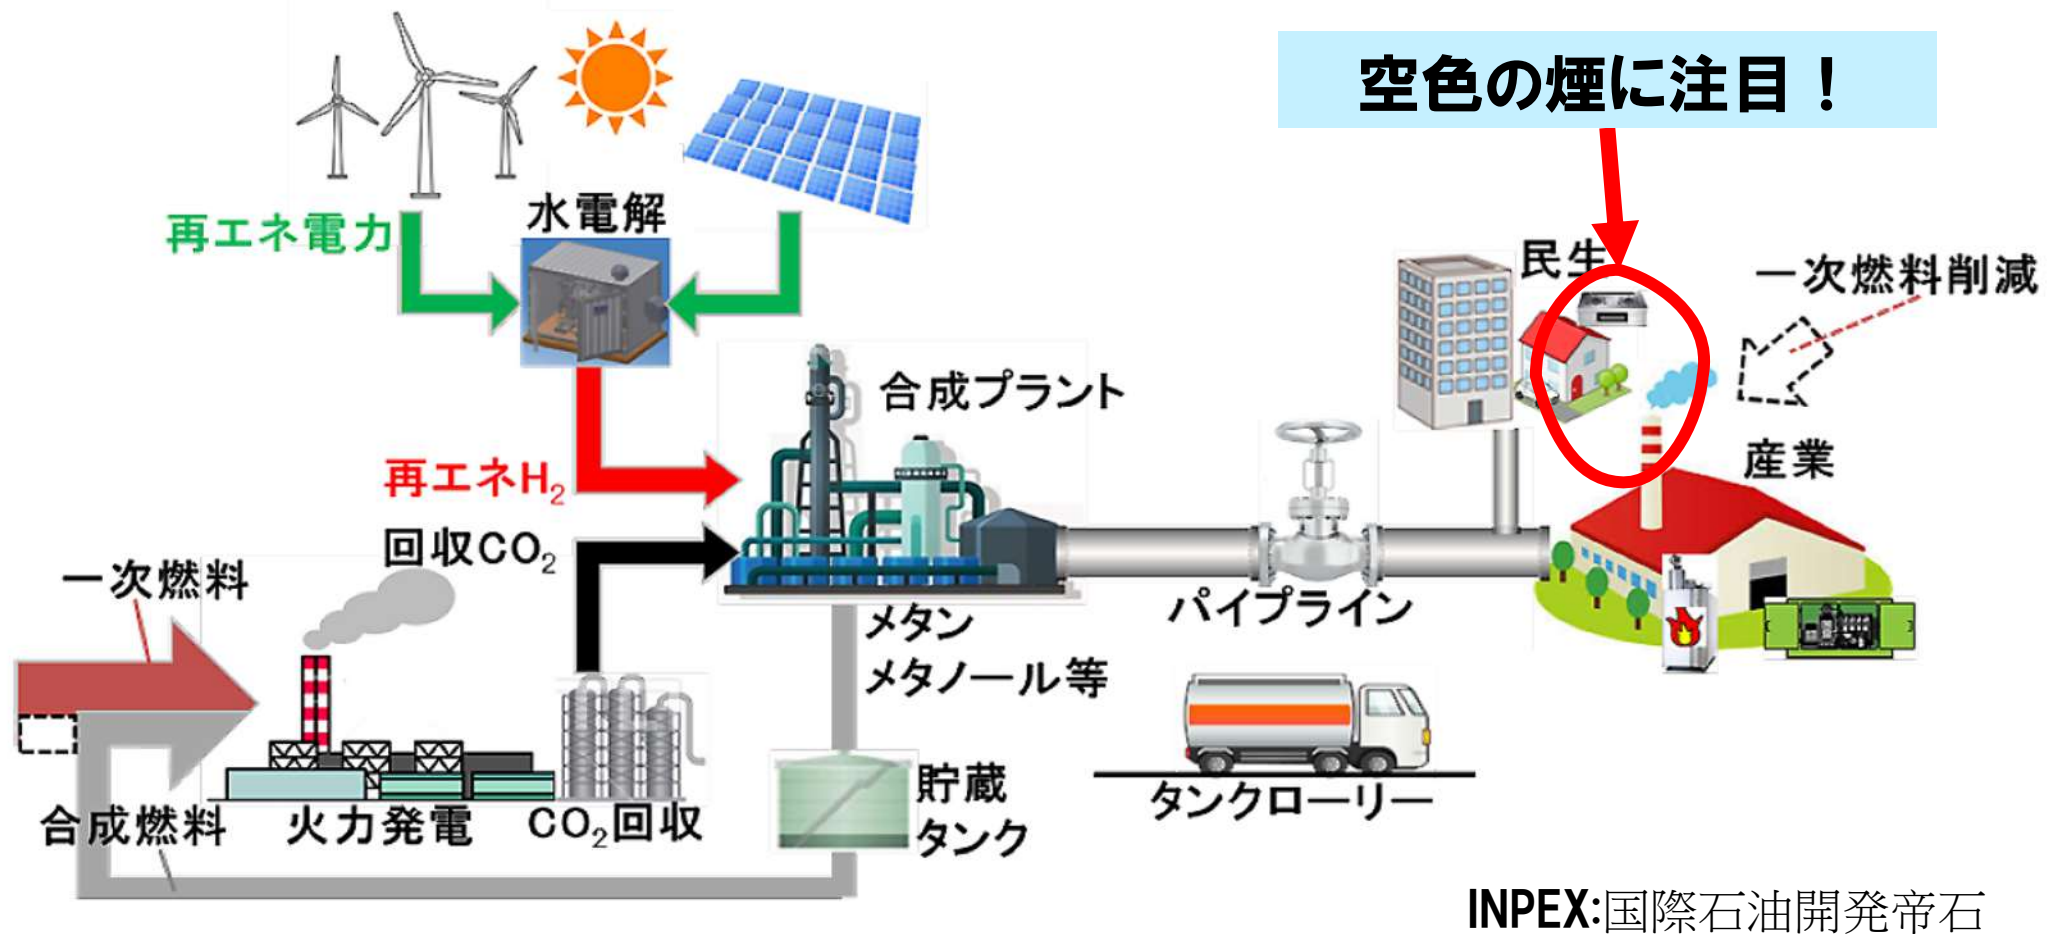 空色の煙に注目！
再エネ電力
水電解
民生
一次燃料削減
合成プラント
産業
再エネH₂
回収CO₂
一次燃料
パイプライン
メタン
メタノール等
貯蔵
タンク
タンクローリー
合成燃料
火力発電
CO₂回収
INPEX:国際石油開発帝石